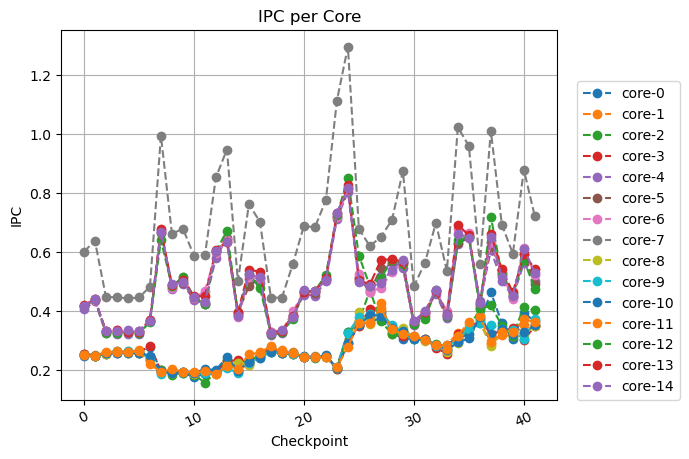 IPC per Core
IPC
1.2
1.0
0.8
0.6
0.4
0.2
0
10
20
30
40
Checkpoint
core-0
core-1
core-2
core-3
core-4
core-5
core-6
core-7
core-8
core-9
core-10
core-11
core-12
core-13
core-14